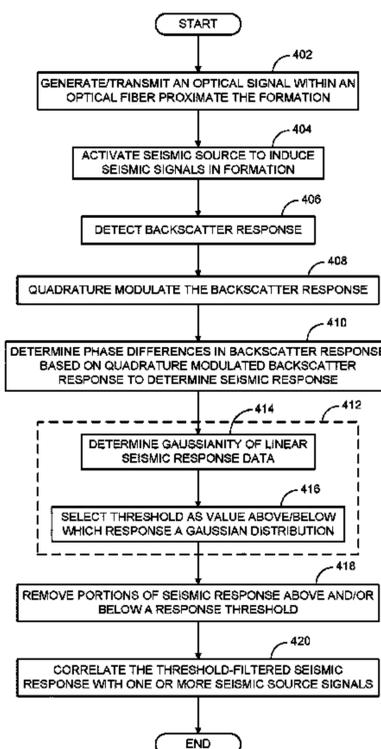 START
402
GENERATE/TRANSMIT AN OPTICAL SIGNAL WITHIN AN
OPTICAL FIBER PROXIMATE THE FORMATION
404
ACTIVATE SEISMIC SOURCE TO INDUCE
SEISMIC SIGNALS IN FORMATION
406
DETECT BACKSCATTER RESPONSE
408
QUADRATURE MODULATE THE BACKSCATTER RESPONSE
410
DETERMINE PHASE DIFFERENCES IN BACKSCATTER RESPONSE
BASED ON QUADRATURE MODULATED BACKSCATTER
RESPONSE TO DETERMINE SEISMIC RESPONSE
412
414
DETERMINE GAUSSIANITY OF LINEAR
SEISMIC RESPONSE DATA
416
SELECT THRESHOLD AS VALUE ABOVE/BELOW
WHICH RESPONSE A GAUSSIAN DISTRIBUTION
418
REMOVE PORTIONS OF SEISMIC RESPONSE ABOVE AND/OR
BELOW A RESPONSE THRESHOLD
420
CORRELATE THE THRESHOLD-FILTERED SEISMIC
RESPONSE WITH ONE OR MORE SEISMIC SOURCE SIGNALS
END